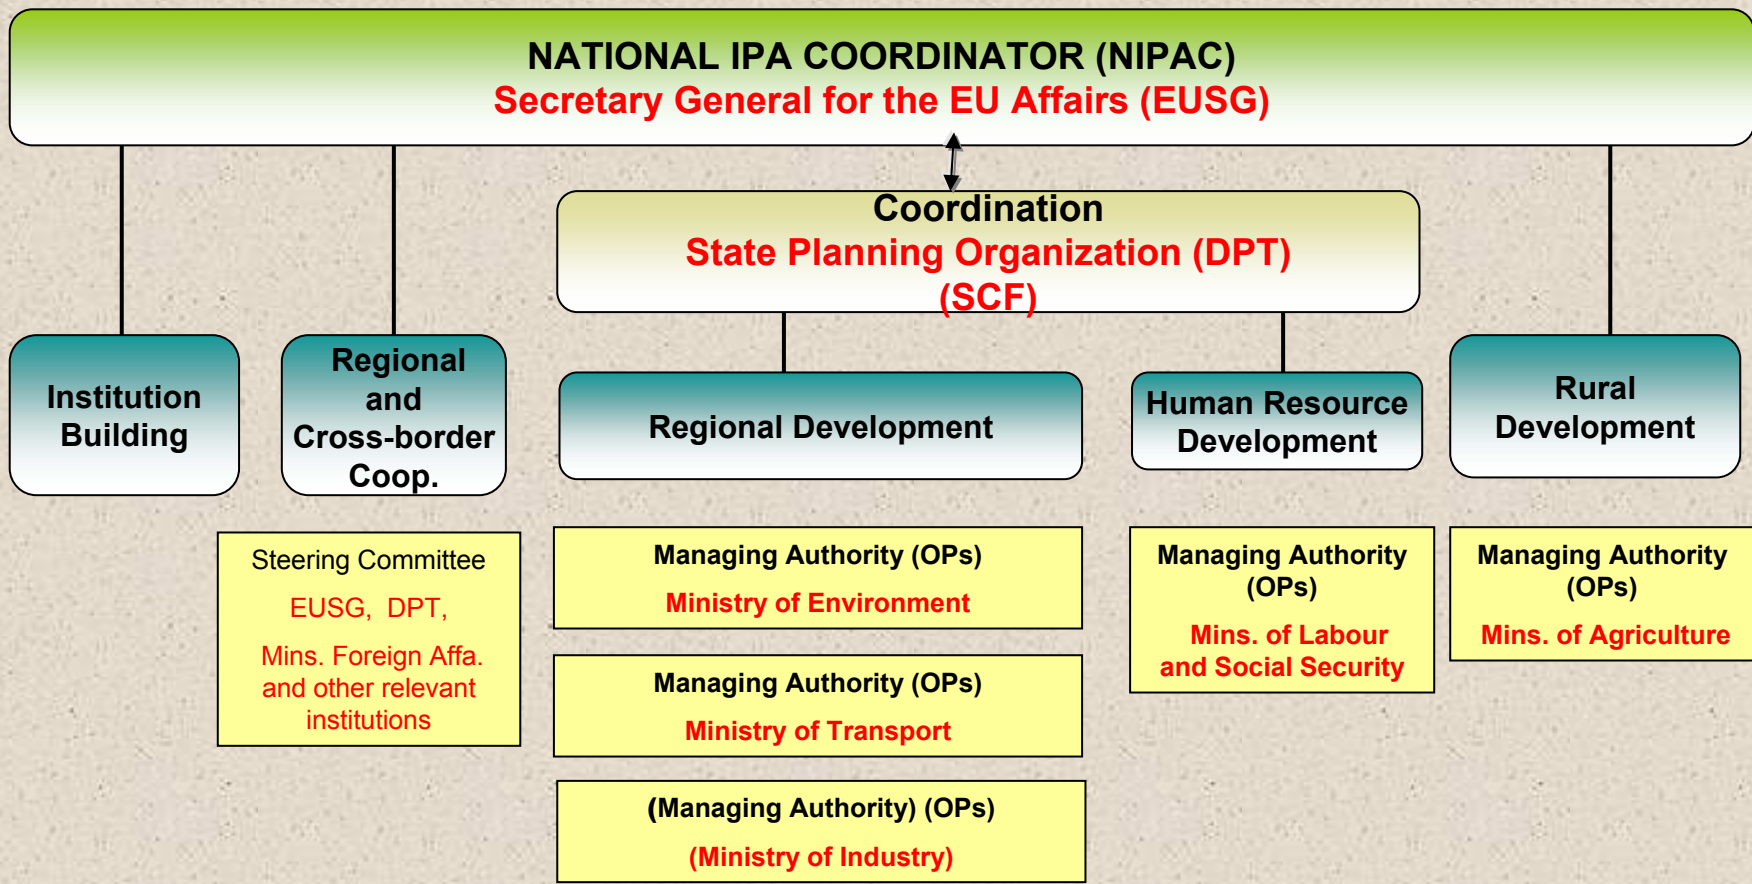 NATIONAL IPA COORDINATOR (NIPAC)
Secretary General for the EU Affairs (EUSG)
Coordination
State Planning Organization (DPT)
(SCF)
Institution
Building
Regional
and
Cross-border
Coop.
Regional Development
Human Resource
Development
Rural
Development
Steering Committee
EUSG, DPT,
Mins. Foreign Affa.
and other relevant
institutions
Managing Authority (OPs)
Ministry of Environment
Managing Authority (OPs)
Ministry of Transport
(Managing Authority) (OPs)
(Ministry of Industry)
Managing Authority
(OPs)
Mins. of Labour
and Social Security
Managing Authority
(OPs)
Mins. of Agriculture